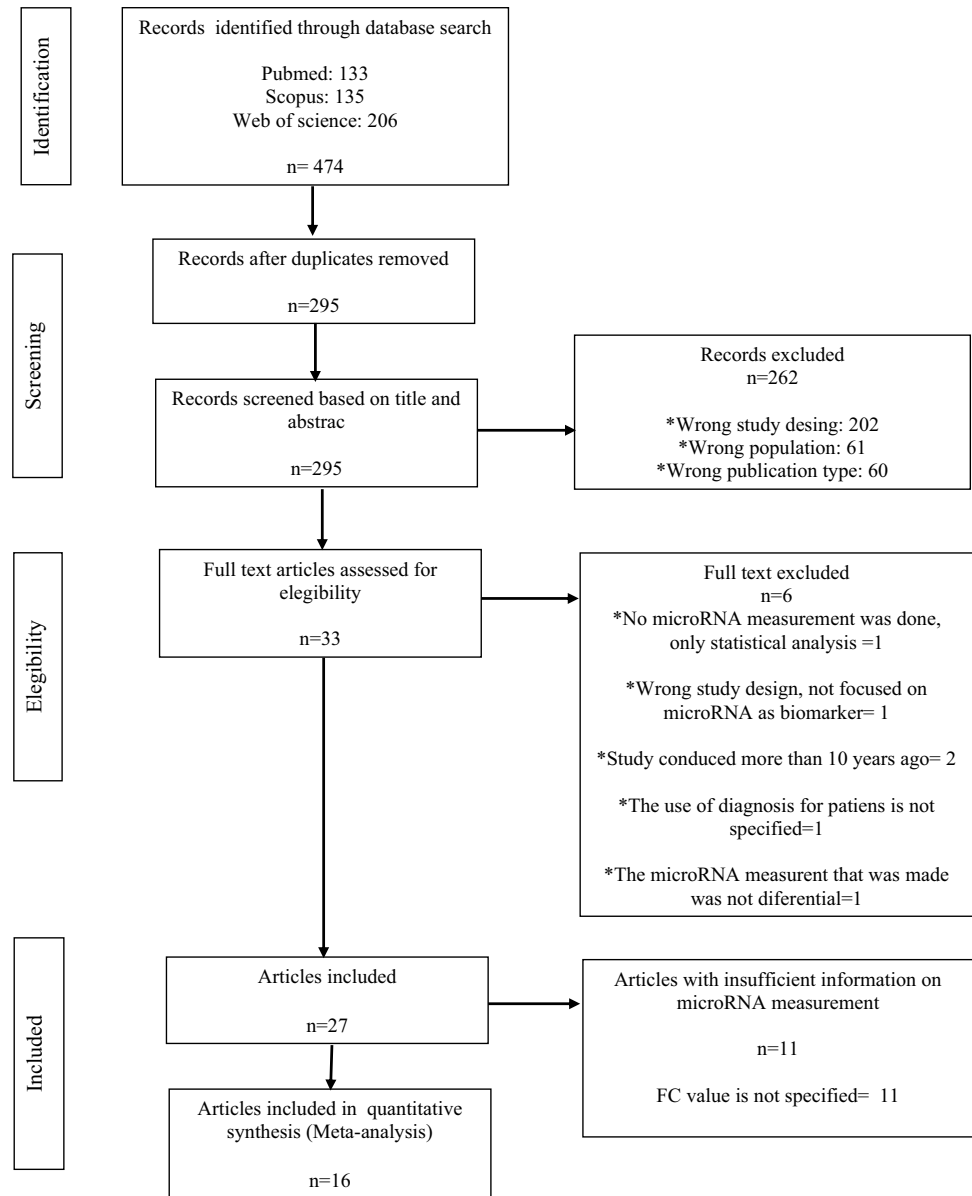 Identification
Records identified through database search
Pubmed: 133
Scopus: 135
Web of science: 206
n= 474
Screening
Records after duplicates removed
n=295
Records screened based on title and
abstrac
n=295
Records excluded
n=262
*Wrong study desing: 202
*Wrong population: 61
*Wrong publication type: 60
Elegibility
Full text articles assessed for
elegibility
n=33
Full text excluded
n=6
*No microRNA measurement was done,
only statistical analysis =1
*Wrong study design, not focused on
microRNA as biomarker= 1
*Study conduced more than 10 years ago= 2
*The use of diagnosis for patiens is not
specified=1
*The microRNA measurent that was made
was not diferential=1
Included
Articles included
n=27
Articles with insufficient information on
microRNA measurement
n=11
FC value is not specified= 11
Articles included in quantitative
synthesis (Meta-analysis)
n=16